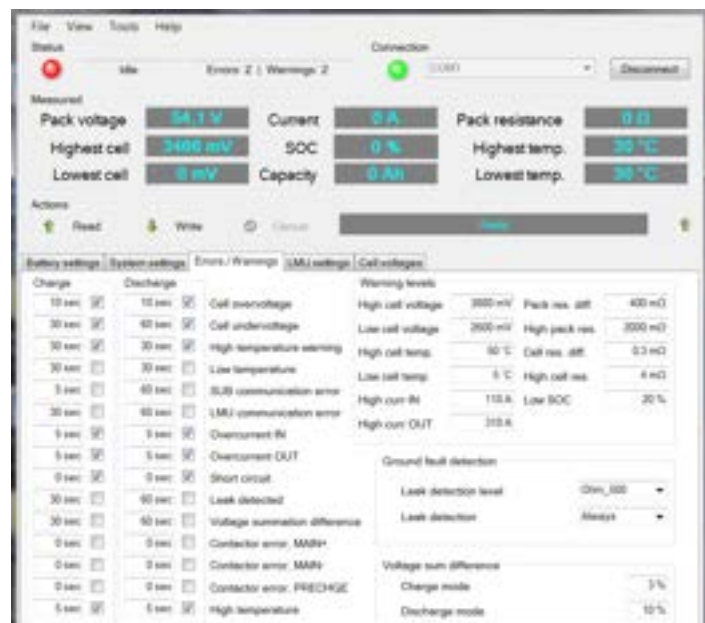 File View Tools Help
Status Connection
Idle Errors: 2 | Warnings: 2 Disconnect
Measured
Pack voltage 54.1 V Current 0 A Pack resistance 0 Ω
Highest cell 3466 mV SOC 0 % Highest temp. 30 °C
Lowest cell 0 mV Capacity 0 Ah Lowest temp. 30 °C
Actions
Read Write Cancel
Battery settings System settings Errors / Warnings LMU settings Cell voltages
Charge Discharge Warning levels
10 sec 10 sec Cell overvoltage High cell voltage Pack res. diff. 400 mΩ
30 sec 60 sec Cell undervoltage Low cell voltage 2600 mV High pack res. 2000 mΩ
30 sec 30 sec High temperature warning High cell temp. Cell res. diff. 0.3 mΩ
30 sec 30 sec Low temperature Low cell temp. High cell res.
5 sec 60 sec SUB communication error High curr IN 110 A Low SOC 20 %
30 sec 60 sec LMU communication error High curr OUT 310 A
5 sec 5 sec Overcurrent IN
5 sec 5 sec Overcurrent OUT Ground fault detection
0 sec 0 sec Short circuit
30 sec 60 sec Leak detected Leak detection level Ohm_500
30 sec 60 sec Voltage summation difference Leak detection Always
0 sec 0 sec Contactor error, MAIN+
0 sec 0 sec Contactor error, MAIN- Voltage sum difference
0 sec 0 sec Contactor error, PRECHGE Charge mode 3 %
5 sec 5 sec High temperature Discharge mode 10 %